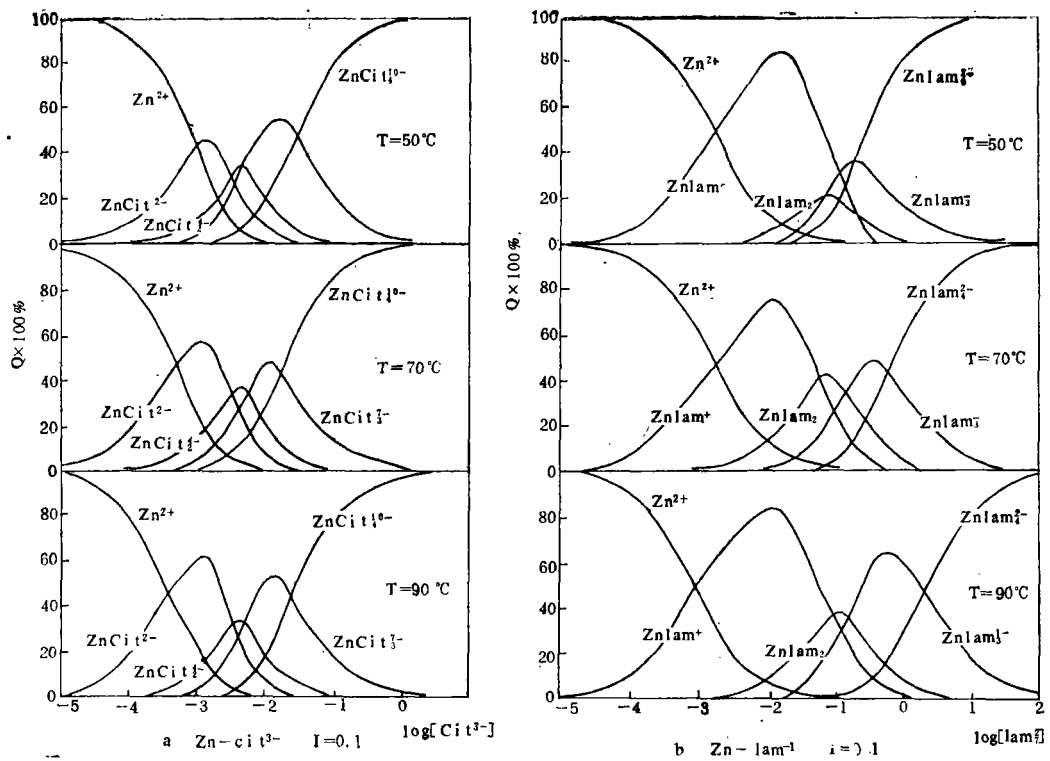 100
80
60
40
20
0
Zn²⁺
ZnCit₄¹⁰⁻
T=50℃
ZnCit²⁻
ZnCit₂⁴⁻
80
60
40
20
0
Zn²⁺
ZnCit₄¹⁰⁻
T=70℃
ZnCit²⁻
ZnCit₂⁴⁻
ZnCit₃⁷⁻
80
60
40
20
0
Zn²⁺
ZnCit₄¹⁰⁻
T=90℃
ZnCit²⁻
ZnCit₂⁴⁻
ZnCit₃⁷⁻
Q×100%
-5 -4 -3 -2 -1 0
log[Cit³⁻]
a Zn-cit³⁻ I=0.1
100
80
60
40
20
0
Zn²⁺
T=50℃
Znlam₂
Znlam₃⁻
80
60
40
20
0
Zn²⁺
Znlam₄²⁻
T=70℃
Znlam⁺
Znlam₂
Znlam₃⁻
80
60
40
20
0
Zn²⁺
Znlam₄²⁻
T=90℃
Znlam⁺
Znlam₂
Znlam₃¹⁻
Q×100%
-5 -4 -3 -2 -1 0 1 2
b Zn-lam⁻¹